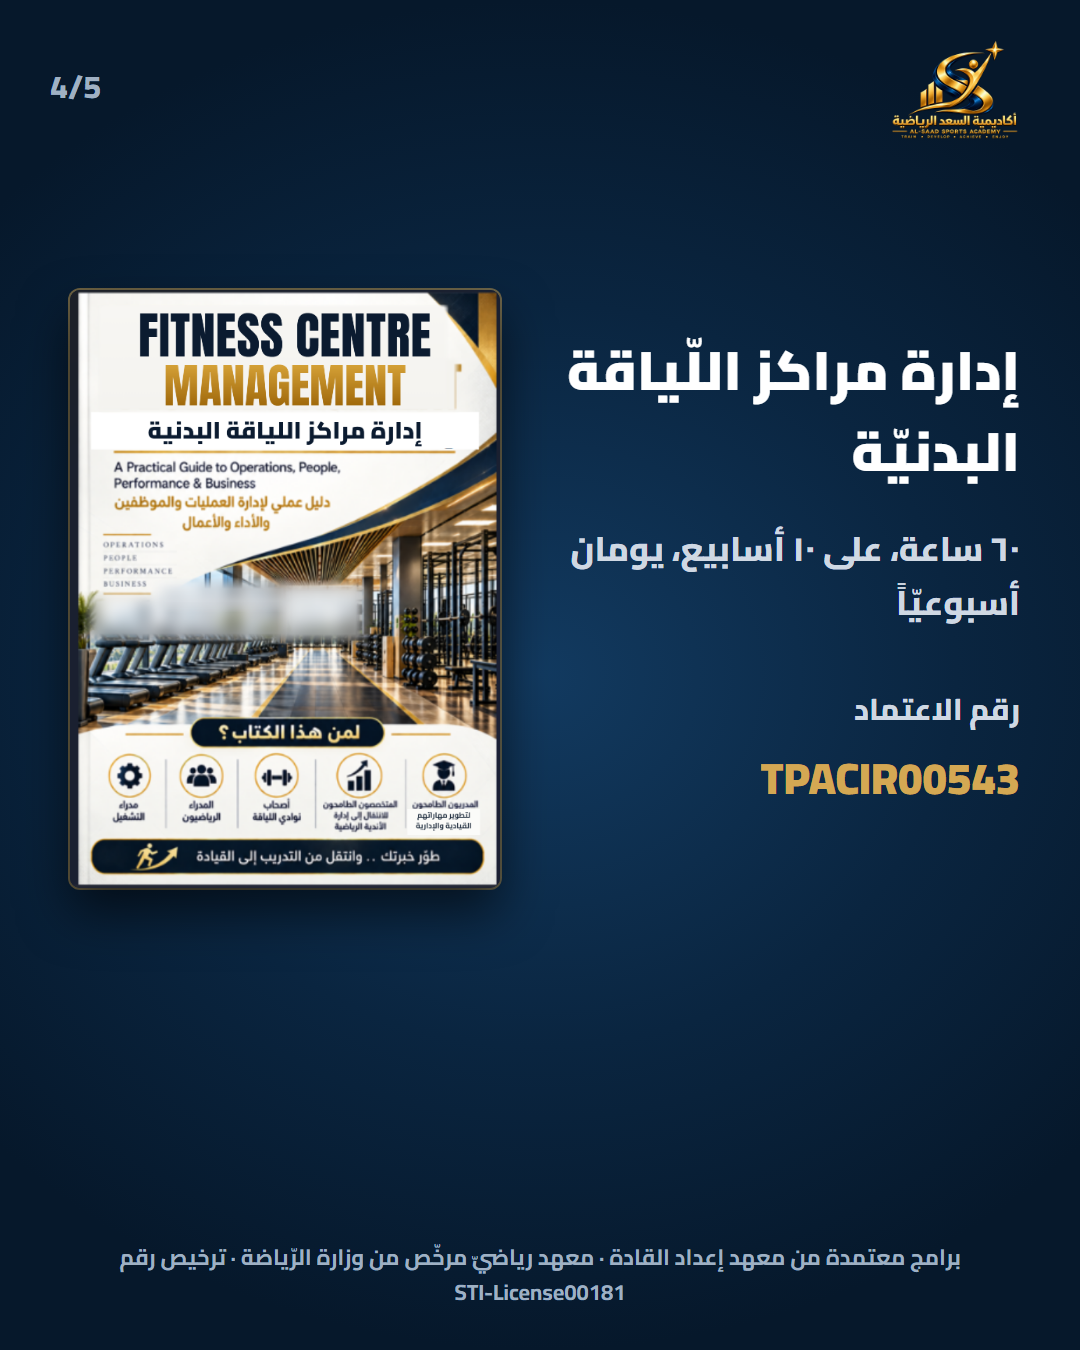 4/5
أكاديمية السعد الرياضية
AL-SAAD SPORTS ACADEMY
TRAIN • DEVELOP • ACHIEVE • ENJOY
إدارة مراكز اللّياقة
البدنيّة
٦٠ ساعة، على ١٠ أسابيع، يومان
أسبوعيّاً
رقم الاعتماد
TPACIR00543
FITNESS CENTRE
MANAGEMENT
إدارة مراكز اللياقة البدنية
A Practical Guide to Operations, People,
Performance & Business
دليل عملي لإدارة العمليات والموظفين
والأداء والأعمال
OPERATIONS
PEOPLE
PERFORMANCE
BUSINESS
لمن هذا الكتاب ؟
المدربون الطامحون
لتطوير مهاراتهم
القيادية والإدارية
المتخصصون الطامحون
للانتقال إلى إدارة
الأندية الرياضية
أصحاب
نوادي اللياقة
المدراء
الرياضيون
مدراء
التشغيل
طوّر خبرتك .. وانتقل من التدريب إلى القيادة
برامج معتمدة من معهد إعداد القادة · معهد رياضيّ مرخّص من وزارة الرّياضة · ترخيص رقم
STI-License00181